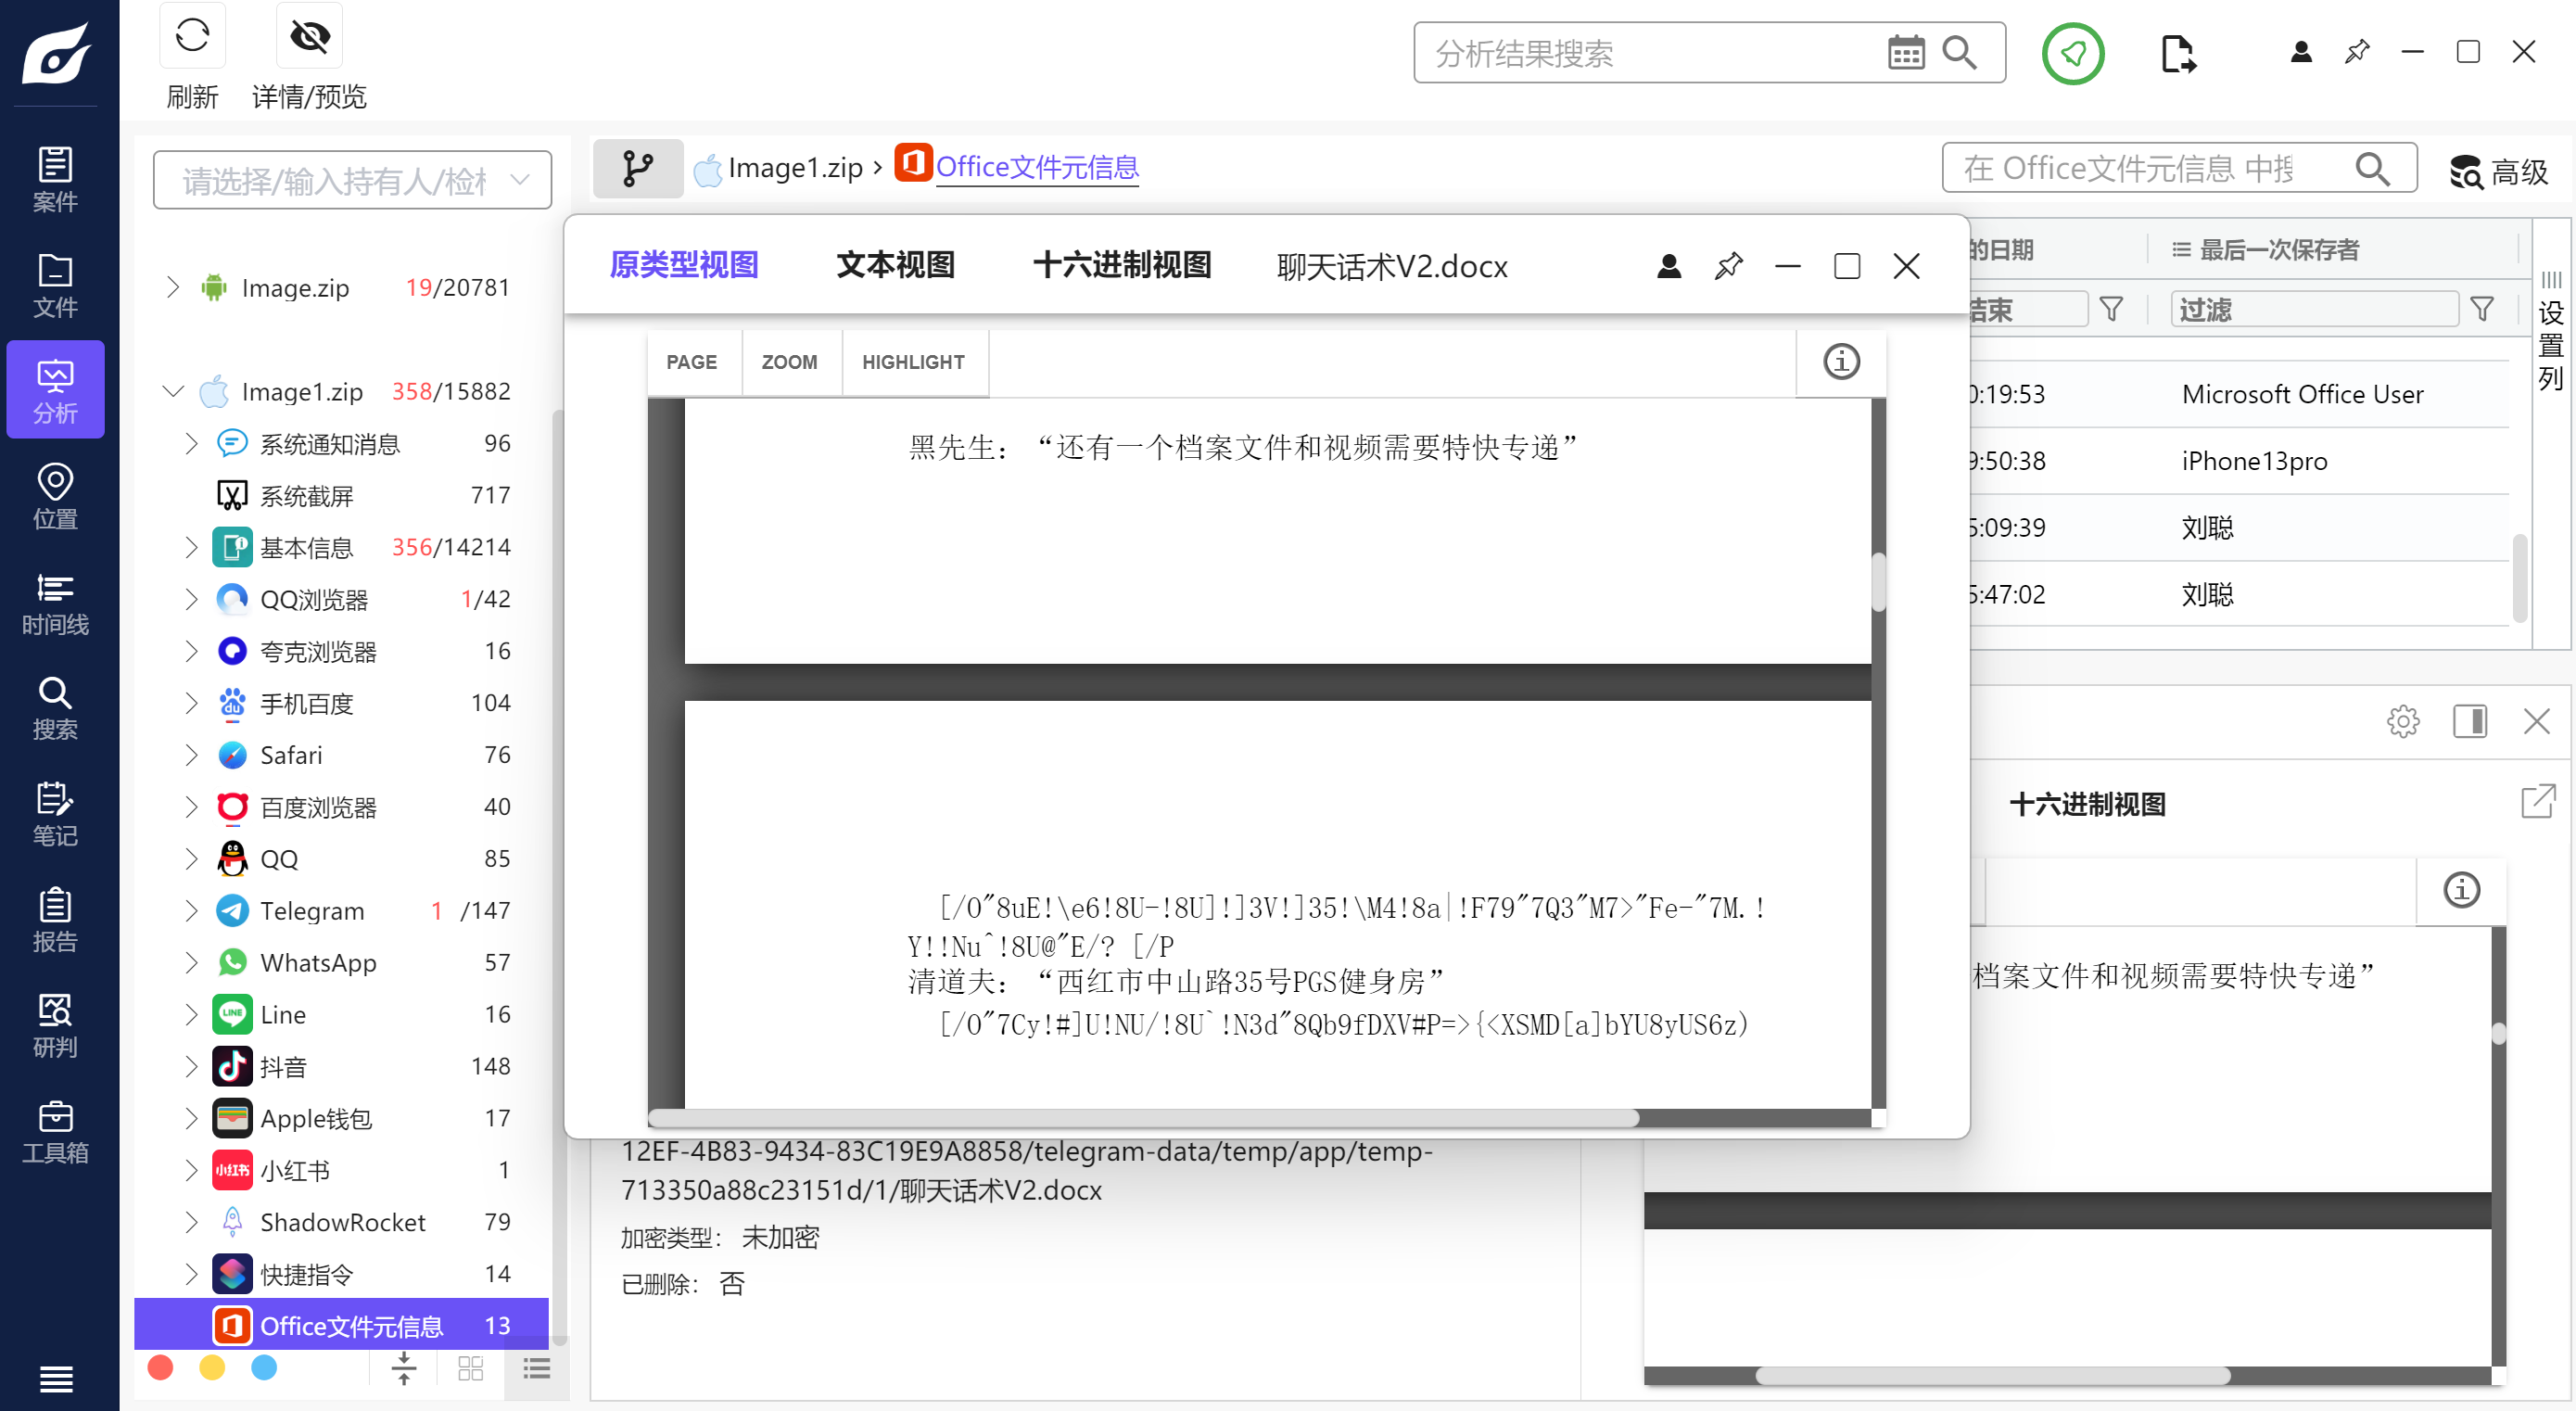 刷新
详情/预览
分析结果搜索
案件
文件
分析
位置
时间线
搜索
笔记
报告
研判
工具箱
请选择/输入持有人/检
Image.zip 19/20781
Image1.zip 358/15882
系统通知消息 96
系统截屏 717
基本信息 356/14214
QQ浏览器 1/42
夸克浏览器 16
手机百度 104
Safari 76
百度浏览器 40
QQ 85
Telegram 1 /147
WhatsApp 57
LINE
Line 16
抖音 148
Apple钱包 17
小红书
小红书 1
ShadowRocket 79
快捷指令 14
Office文件元信息 13
Image1.zip › Office文件元信息
在 Office文件元信息 中
高级
的日期
最后一次保存者
结束
过滤
设置列
0:19:53 Microsoft Office User
9:50:38 iPhone13pro
5:09:39 刘聪
5:47:02 刘聪
原类型视图 文本视图 十六进制视图 聊天话术V2.docx
PAGE ZOOM HIGHLIGHT
黑先生：“还有一个档案文件和视频需要特快专递”
[/O"8uE!\e6!8U-!8U]!]3V!]35!\M4!8a|!F79"7Q3"M7>"Fe-"7M.!
Y!!Nu^!8U@"E/? [/P
清道夫：“西红市中山路35号PGS健身房”
[/O"7Cy!#]U!NU/!8U`!N3d"8Qb9fDXV#P=>{<XSMD[a]bYU8yUS6z)
12EF-4B83-9434-83C19E9A8858/telegram-data/temp/app/temp-
713350a88c23151d/1/聊天话术V2.docx
加密类型： 未加密
已删除： 否
十六进制视图
档案文件和视频需要特快专递”